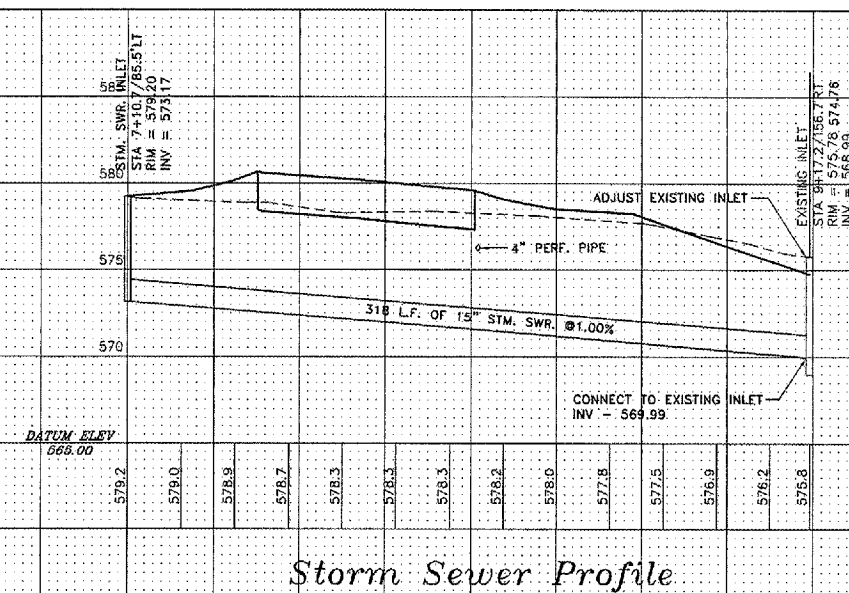 STM. SWR. INLET
STA 7+10.7/85.5'LT
RIM = 579.20
INV = 573.17
580
575
570
EXISTING INLET
STA 9+17.2/156.7'RT
RIM = 575.78 574.76
INV = 568.99
ADJUST EXISTING INLET
4" PERF. PIPE
318 L.F. OF 15" STM. SWR. @1.00%
CONNECT TO EXISTING INLET
INV - 569.99
DATUM ELEV
565.00
579.2
579.0
578.9
578.7
578.3
578.3
578.3
578.2
578.0
577.8
577.5
576.9
576.2
575.8
Storm Sewer Profile